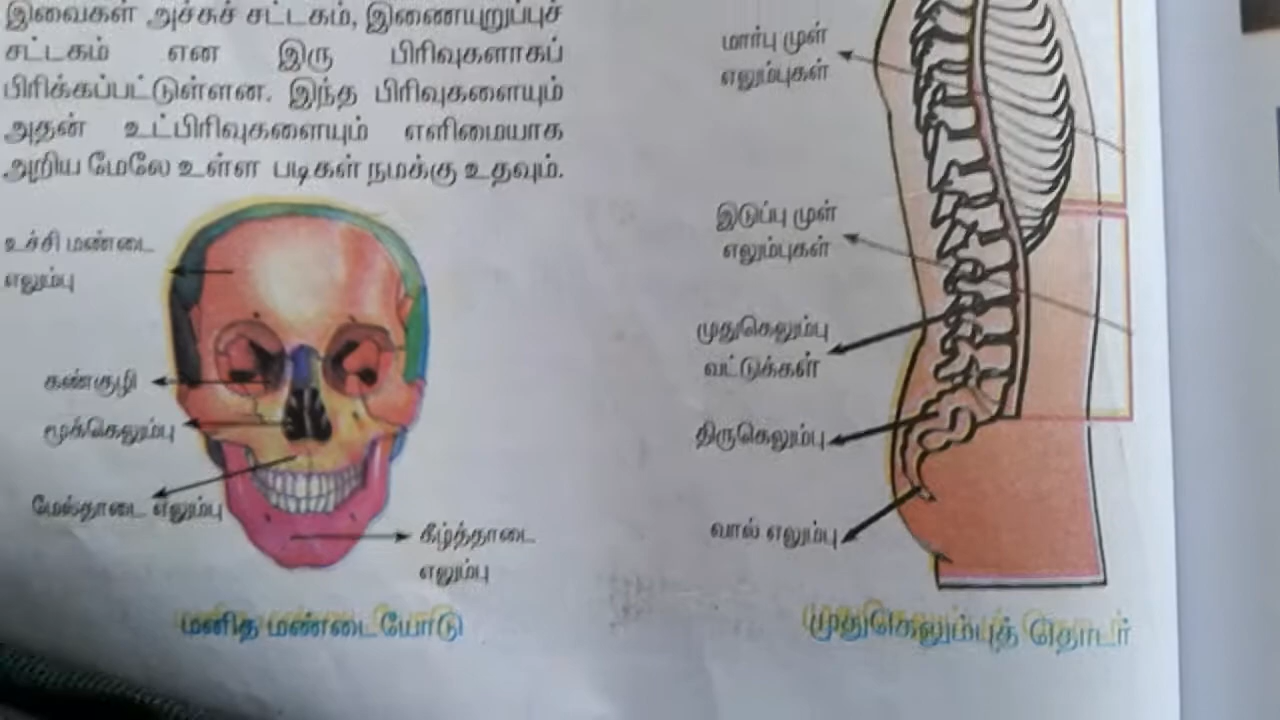 இவைகள் அச்சுச் சட்டகம், இணையுறுப்புச்
சட்டகம் என இரு பிரிவுகளாகப்
பிரிக்கப்பட்டுள்ளன. இந்த பிரிவுகளையும்
அதன் உட்பிரிவுகளையும் எளிமையாக
அறிய மேலே உள்ள படிகள் நமக்கு உதவும்.
உச்சி மண்டை
எலும்பு
கண்குழி
மூக்கெலும்பு
மேல்தாடை எலும்பு
கீழ்த்தாடை
எலும்பு
மனித மண்டையோடு
மார்பு முள்
எலும்புகள்
இடுப்பு முள்
எலும்புகள்
முதுகெலும்பு
வட்டுக்கள்
திருகெலும்பு
வால் எலும்பு
முதுகெலும்புத் தொடர்